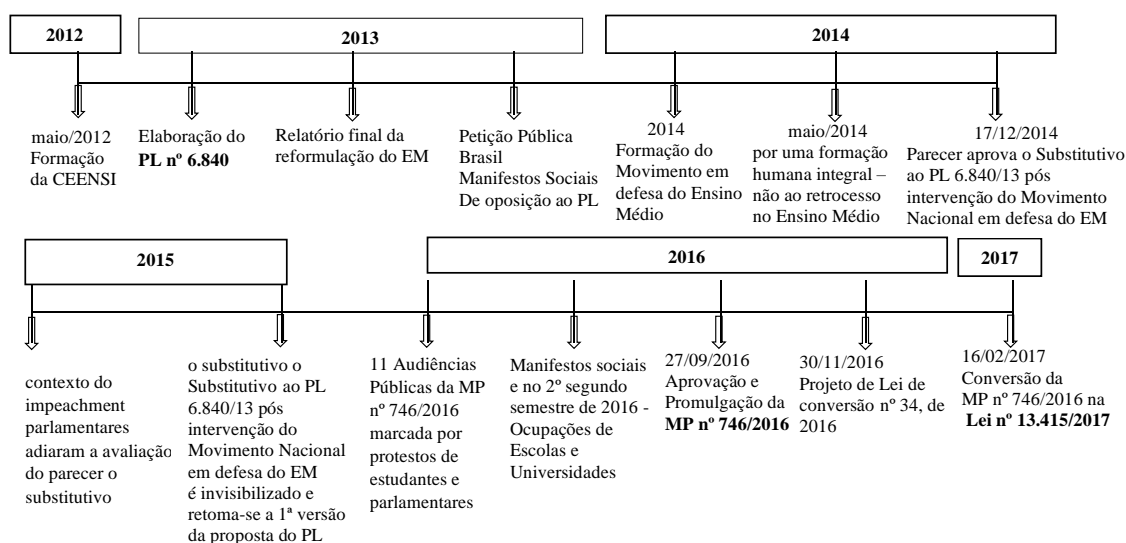 2012
2013
2014
maio/2012
Formação
da CEENSI
Elaboração do
PL nº 6.840
Relatório final da
reformulação do EM
Petição Pública
Brasil
Manifestos Sociais
De oposição ao PL
2014
Formação do
Movimento em
defesa do Ensino
Médio
maio/2014
por uma formação
humana integral –
não ao retrocesso
no Ensino Médio
17/12/2014
Parecer aprova o Substitutivo
ao PL 6.840/13 pós
intervenção do Movimento
Nacional em defesa do EM
2015
2016
2017
contexto do
impeachment
parlamentares
adiaram a avaliação
do parecer o
substitutivo
o substitutivo o
Substitutivo ao PL
6.840/13 pós
intervenção do
Movimento Nacional
em defesa do EM
é invisibilizado e
retoma-se a 1ª versão
da proposta do PL
11 Audiências
Públicas da MP
nº 746/2016
marcada por
protestos de
estudantes e
parlamentares
Manifestos sociais
e no 2º segundo
semestre de 2016 -
Ocupações de
Escolas e
Universidades
27/09/2016
Aprovação e
Promulgação da
MP nº 746/2016
30/11/2016
Projeto de Lei de
conversão nº 34, de
2016
16/02/2017
Conversão da
MP nº 746/2016 na
Lei nº 13.415/2017